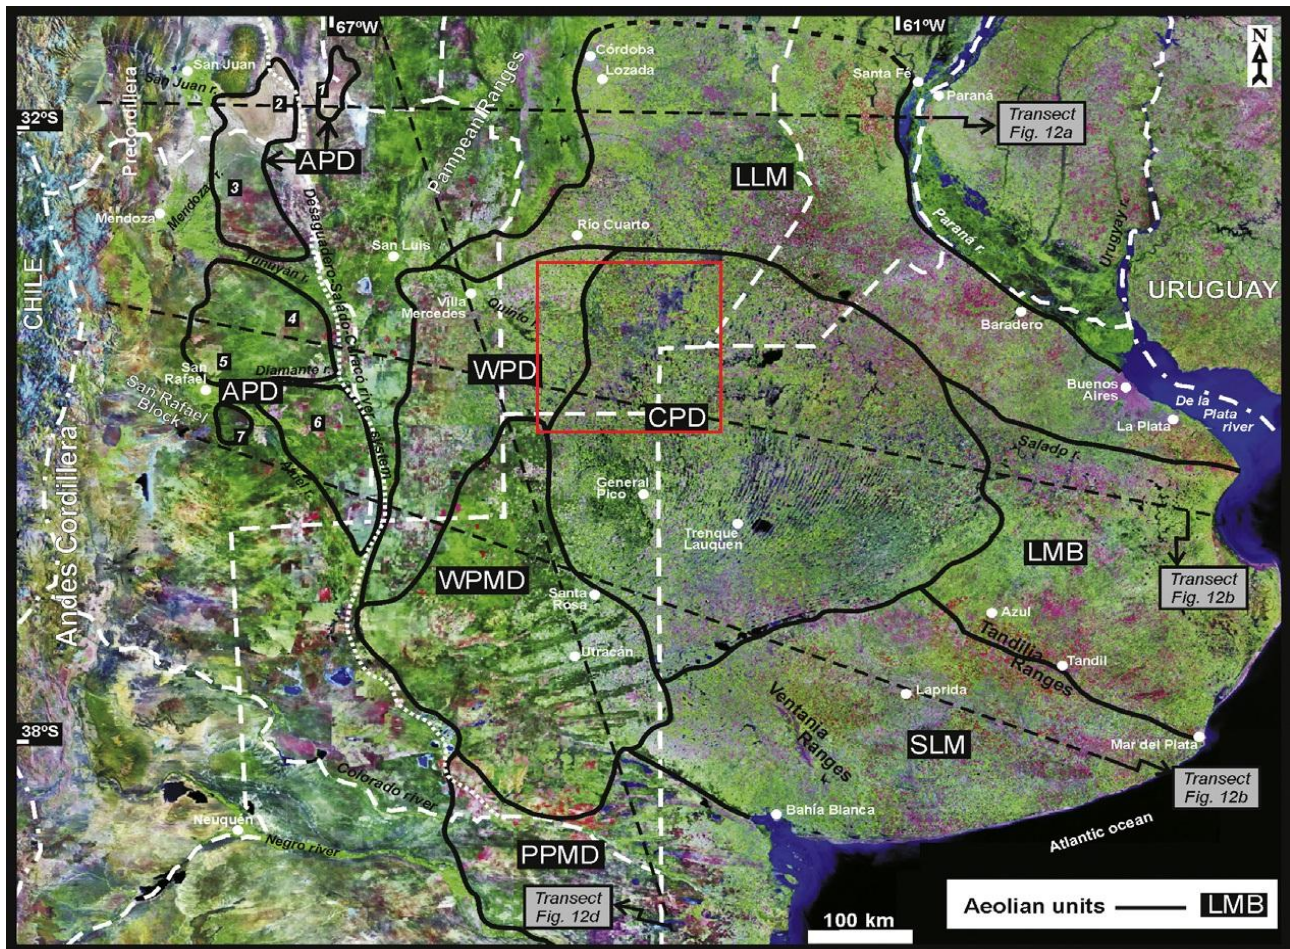 67ºW
61ºW
N
San Juan
San Juan r.
Córdoba
Lozada
Santa Fé
Paraná
1
2
32ºS
Transect
Fig. 12a
Precordillera
Pampean Ranges
APD
LLM
3
Mendoza r.
Mendoza
Desaguadero-Salado-Curacó river
System
Río Cuarto
Paraná r.
Uruguay r.
San Luis
Tunuyán r.
CHILE
URUGUAY
Villa
Mercedes
Quinto r.
4
Baradero
5
San
Rafael
Diamante r.
WPD
APD
San Rafael
Block
CPD
Buenos
Aires
De la
Plata
river
La Plata
6
7
Atuel r.
Salado r.
General
Pico
Trenque
Lauquen
Andes Cordillera
WPMD
LMB
Transect
Fig. 12b
Santa
Rosa
Azul
Utracán
Tandilia
Ranges
Tandil
Laprida
Ventania
Ranges
38ºS
SLM
Mar del Plata
Transect
Fig. 12b
Colorado river
Bahía Blanca
Neuquén
Negro river
Atlantic ocean
PPMD
Transect
Fig. 12d
100 km
Aeolian units
LMB